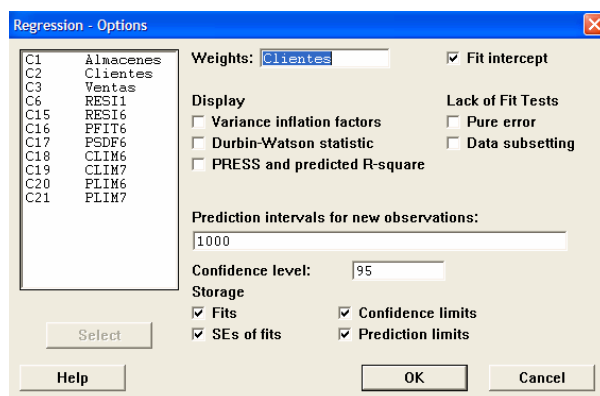 Regression - Options
C1 Almacenes
C2 Clientes
C3 Ventas
C6 RESI1
C15 RESI6
C16 PFIT6
C17 PSDF6
C18 CLIM6
C19 CLIM7
C20 PLIM6
C21 PLIM7
Select
Help
Weights: Clientes
Fit intercept
Display
Variance inflation factors
Durbin-Watson statistic
PRESS and predicted R-square
Lack of Fit Tests
Pure error
Data subsetting
Prediction intervals for new observations:
1000
Confidence level: 95
Storage
Fits
Confidence limits
SEs of fits
Prediction limits
OK
Cancel